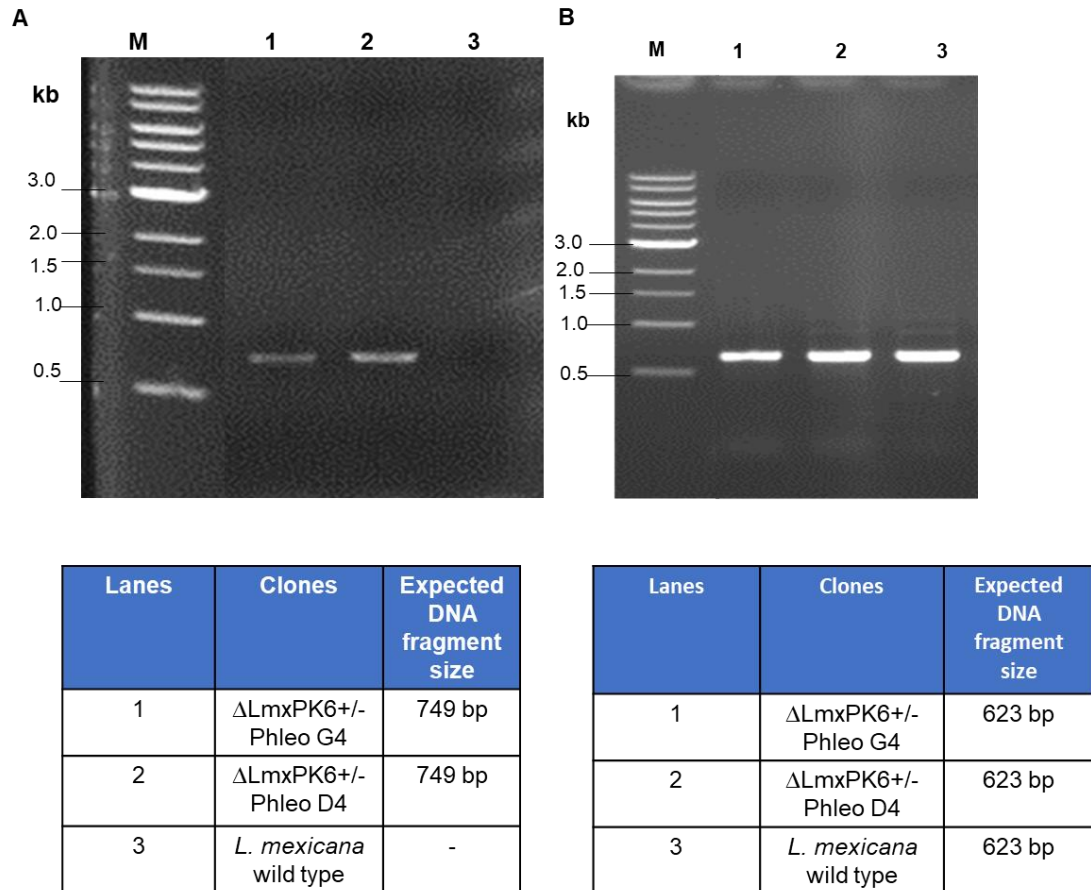 A
M 1 2 3
kb
3.0
2.0
1.5
1.0
0.5
B
M 1 2 3
kb
3.0
2.0
1.5
1.0
0.5
Lanes Clones Expected
DNA
fragment
size
1 ΔLmxPK6+/- 749 bp
Phleo G4
2 ΔLmxPK6+/- 749 bp
Phleo D4
3 L. mexicana -
wild type
Lanes Clones Expected
DNA
fragment
size
1 ΔLmxPK6+/- 623 bp
Phleo G4
2 ΔLmxPK6+/- 623 bp
Phleo D4
3 L. mexicana 623 bp
wild type